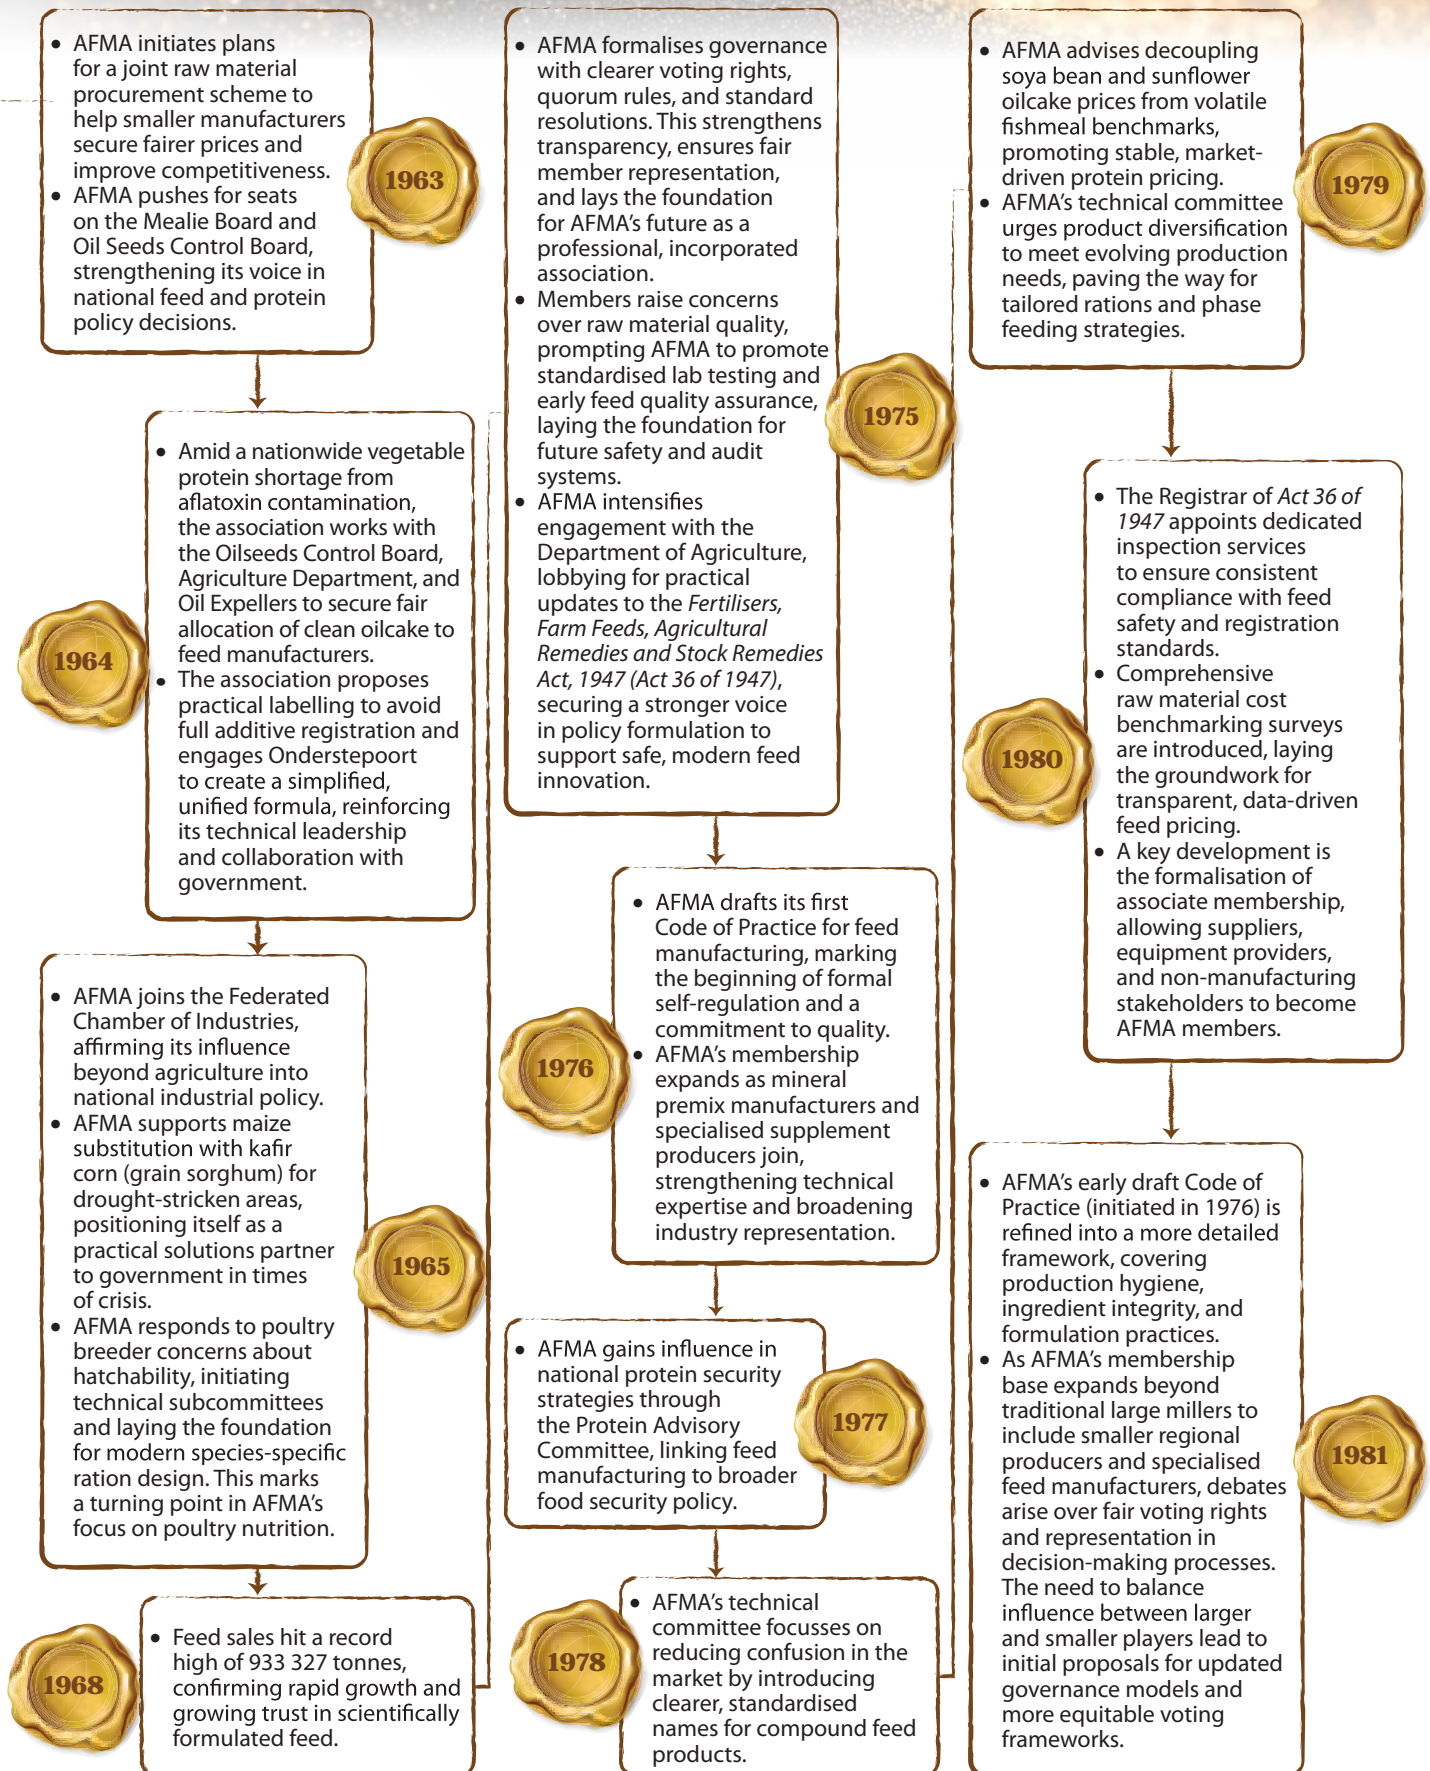 • AFMA initiates plans
for a joint raw material
procurement scheme to
help smaller manufacturers
secure fairer prices and
improve competitiveness.
• AFMA pushes for seats
on the Mealie Board and
Oil Seeds Control Board,
strengthening its voice in
national feed and protein
policy decisions.
1963
• Amid a nationwide vegetable
protein shortage from
aflatoxin contamination,
the association works with
the Oilseeds Control Board,
Agriculture Department, and
Oil Expellers to secure fair
allocation of clean oilcake to
feed manufacturers.
• The association proposes
practical labelling to avoid
full additive registration and
engages Onderstepoort
to create a simplified,
unified formula, reinforcing
its technical leadership
and collaboration with
government.
1964
• AFMA joins the Federated
Chamber of Industries,
affirming its influence
beyond agriculture into
national industrial policy.
• AFMA supports maize
substitution with kafir
corn (grain sorghum) for
drought-stricken areas,
positioning itself as a
practical solutions partner
to government in times
of crisis.
• AFMA responds to poultry
breeder concerns about
hatchability, initiating
technical subcommittees
and laying the foundation
for modern species-specific
ration design. This marks
a turning point in AFMA's
focus on poultry nutrition.
1965
• Feed sales hit a record
high of 933 327 tonnes,
confirming rapid growth and
growing trust in scientifically
formulated feed.
1968
• AFMA formalises governance
with clearer voting rights,
quorum rules, and standard
resolutions. This strengthens
transparency, ensures fair
member representation,
and lays the foundation
for AFMA's future as a
professional, incorporated
association.
• Members raise concerns
over raw material quality,
prompting AFMA to promote
standardised lab testing and
early feed quality assurance,
laying the foundation for
future safety and audit
systems.
• AFMA intensifies
engagement with the
Department of Agriculture,
lobbying for practical
updates to the Fertilisers,
Farm Feeds, Agricultural
Remedies and Stock Remedies
Act, 1947 (Act 36 of 1947),
securing a stronger voice
in policy formulation to
support safe, modern feed
innovation.
1975
• AFMA drafts its first
Code of Practice for feed
manufacturing, marking
the beginning of formal
self-regulation and a
commitment to quality.
• AFMA's membership
expands as mineral
premix manufacturers and
specialised supplement
producers join,
strengthening technical
expertise and broadening
industry representation.
1976
• AFMA gains influence in
national protein security
strategies through
the Protein Advisory
Committee, linking feed
manufacturing to broader
food security policy.
1977
• AFMA's technical
committee focusses on
reducing confusion in the
market by introducing
clearer, standardised
names for compound feed
products.
1978
• AFMA advises decoupling
soya bean and sunflower
oilcake prices from volatile
fishmeal benchmarks,
promoting stable, market-
driven protein pricing.
• AFMA's technical committee
urges product diversification
to meet evolving production
needs, paving the way for
tailored rations and phase
feeding strategies.
1979
• The Registrar of Act 36 of
1947 appoints dedicated
inspection services
to ensure consistent
compliance with feed
safety and registration
standards.
• Comprehensive
raw material cost
benchmarking surveys
are introduced, laying
the groundwork for
transparent, data-driven
feed pricing.
• A key development is
the formalisation of
associate membership,
allowing suppliers,
equipment providers,
and non-manufacturing
stakeholders to become
AFMA members.
1980
• AFMA's early draft Code of
Practice (initiated in 1976) is
refined into a more detailed
framework, covering
production hygiene,
ingredient integrity, and
formulation practices.
• As AFMA's membership
base expands beyond
traditional large millers to
include smaller regional
producers and specialised
feed manufacturers, debates
arise over fair voting rights
and representation in
decision-making processes.
The need to balance
influence between larger
and smaller players lead to
initial proposals for updated
governance models and
more equitable voting
frameworks.
1981